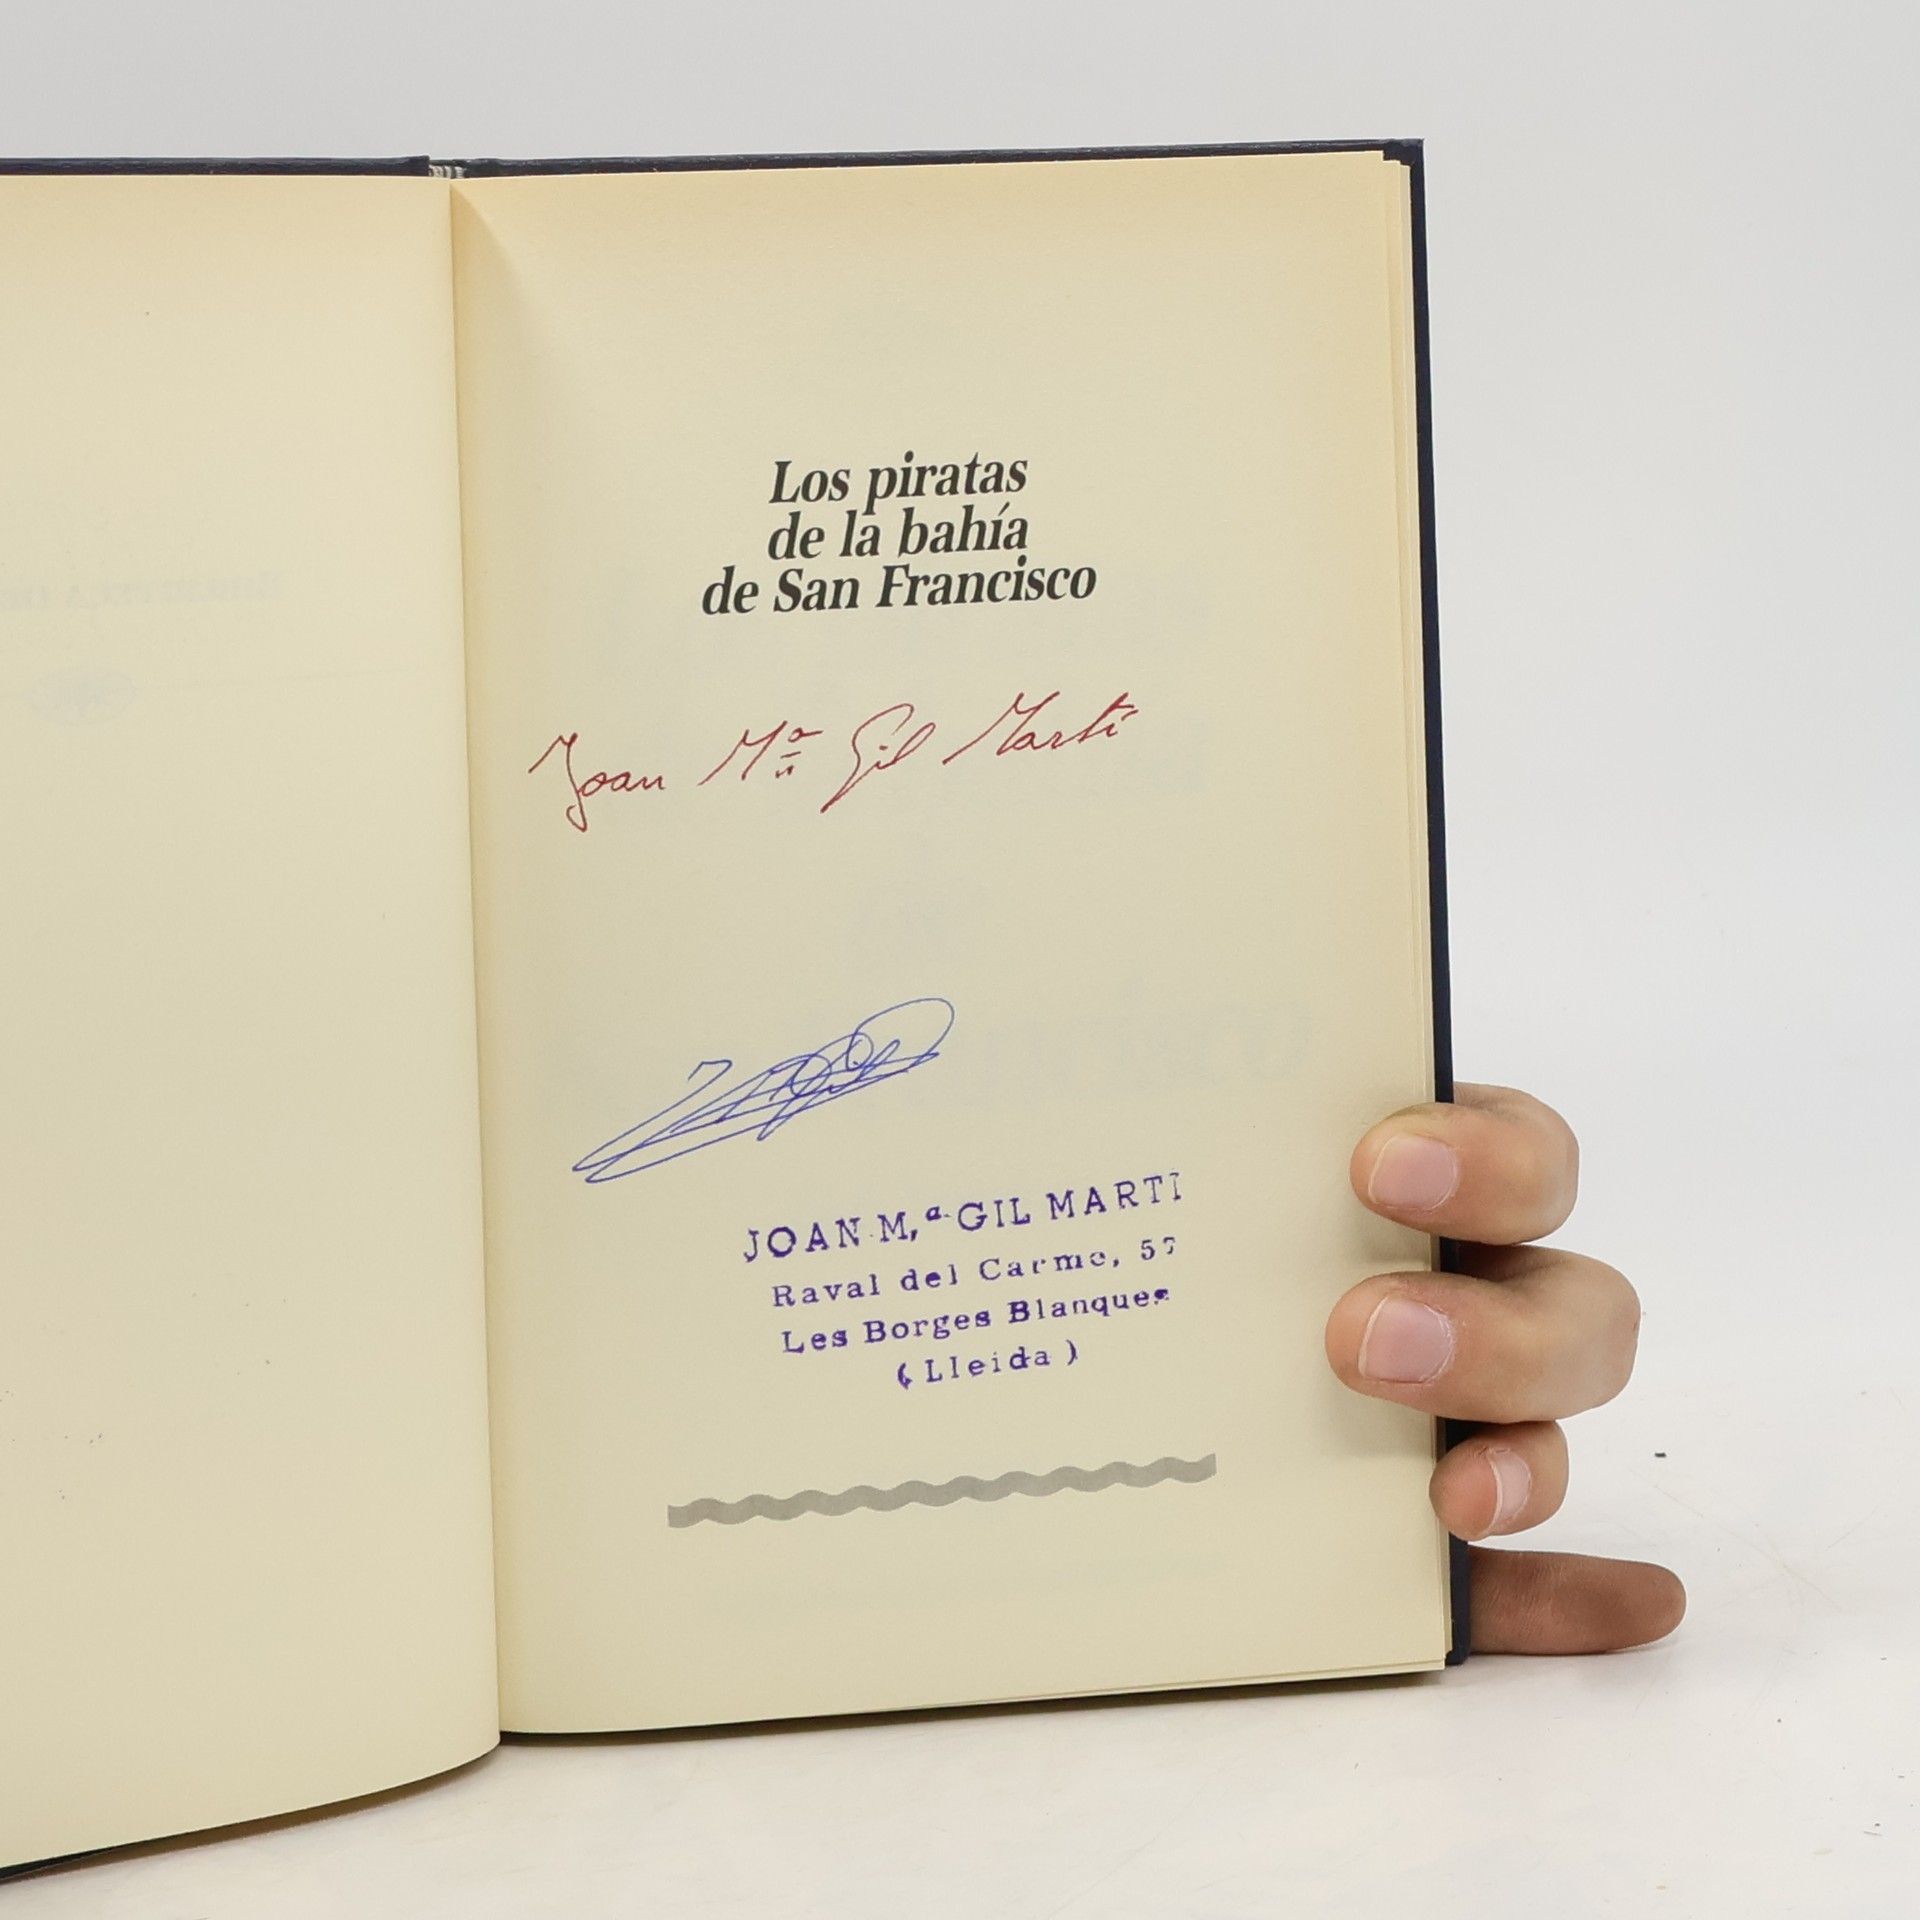 Los piratas
de la bahía
de San Francisco
Joan Mª Gil Martí
JOAN M,ª GIL MARTI
Raval del Carme, 57
Les Borges Blanques
(Lleida)